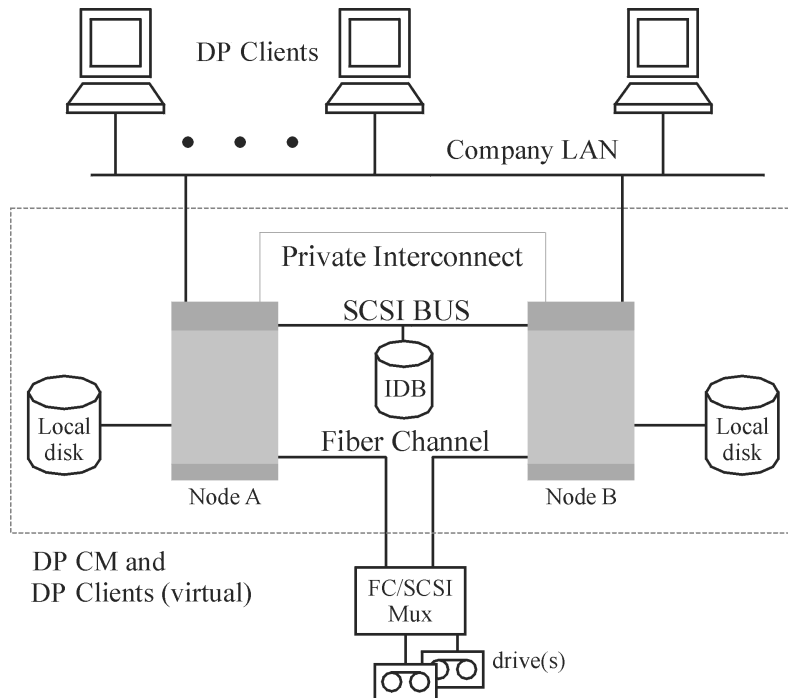 DP Clients
Company LAN
Private Interconnect
SCSI BUS
IDB
Local
disk
Local
disk
Fiber Channel
Node A
Node B
DP CM and
DP Clients (virtual)
FC/SCSI
Mux
drive(s)